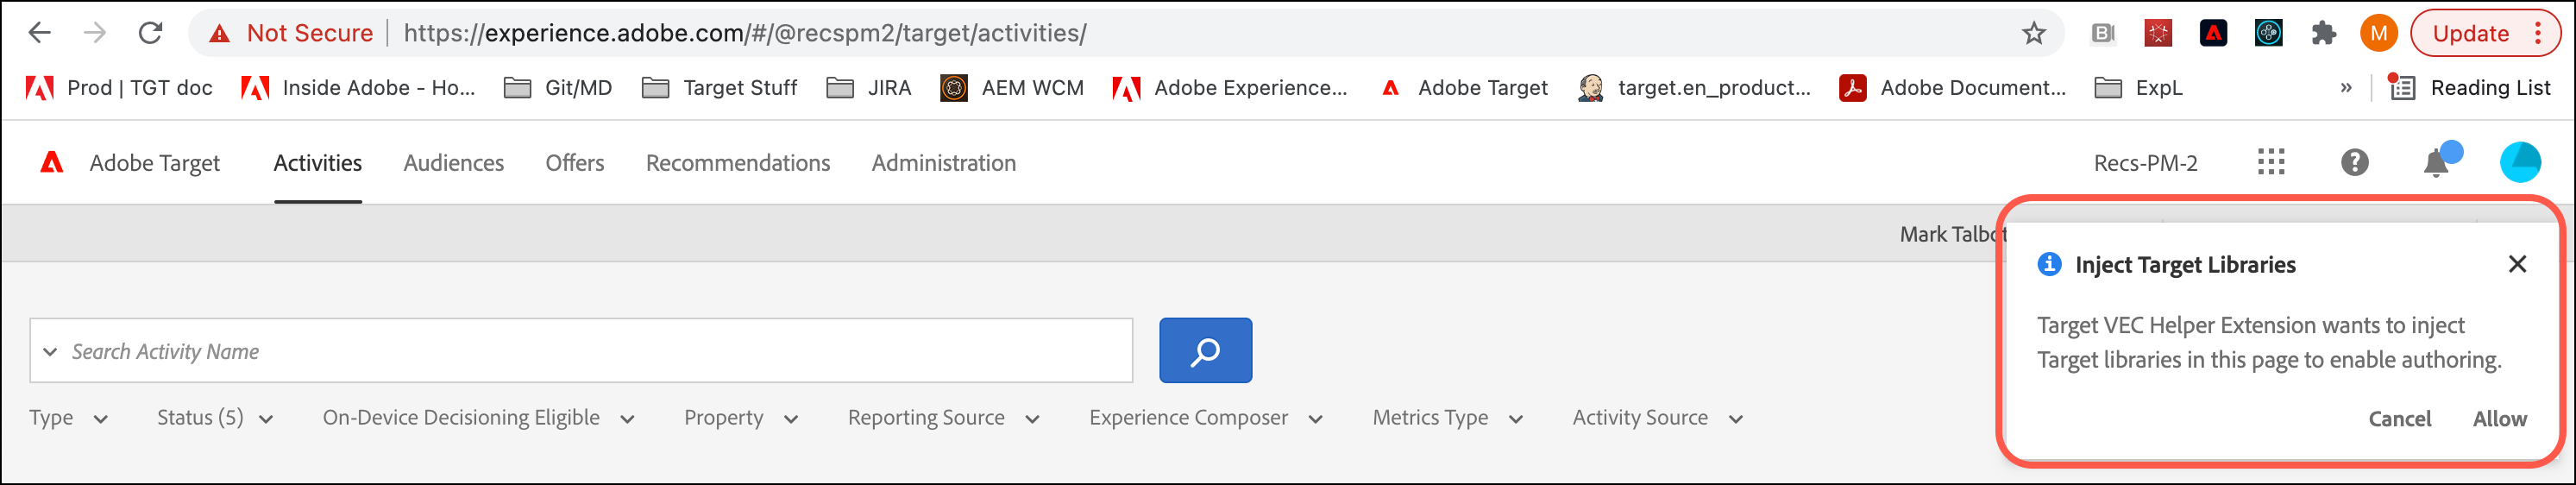 Not Secure https://experience.adobe.com/#/@recspm2/target/activities/ B M Update
Prod | TGT doc Inside Adobe - Ho... Git/MD Target Stuff JIRA AEM WCM Adobe Experience... Adobe Target target.en_product... Adobe Document... ExpL » Reading List
Adobe Target Activities Audiences Offers Recommendations Administration Recs-PM-2
Mark Talbot
Inject Target Libraries
Target VEC Helper Extension wants to inject
Target libraries in this page to enable authoring.
Cancel Allow
Search Activity Name
Type Status (5) On-Device Decisioning Eligible Property Reporting Source Experience Composer Metrics Type Activity Source